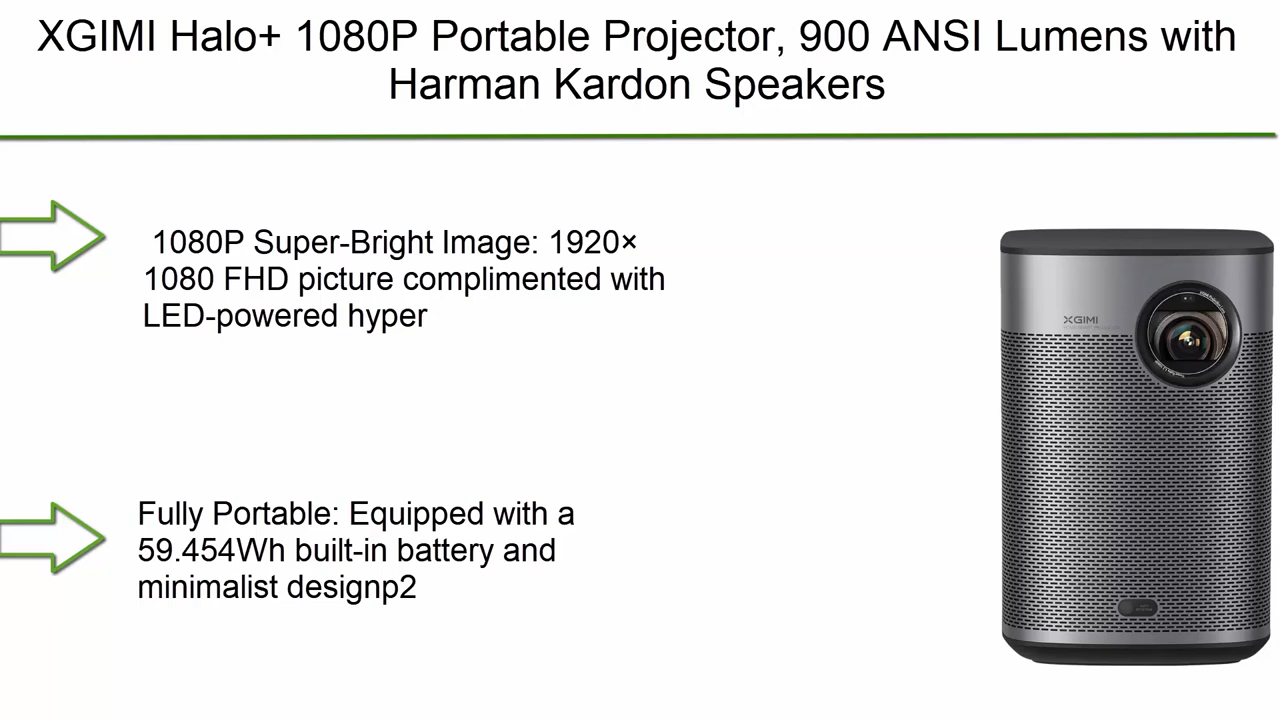 XGIMI Halo+ 1080P Portable Projector, 900 ANSI Lumens with
Harman Kardon Speakers
1080P Super-Bright Image: 1920×
1080 FHD picture complimented with
LED-powered hyper
XGIMI
Fully Portable: Equipped with a
59.454Wh built-in battery and
minimalist designp2